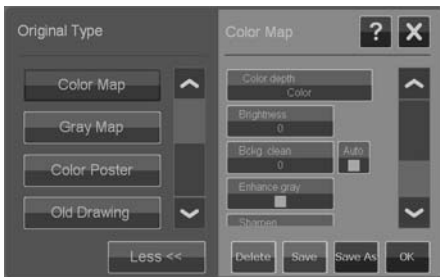 Original Type
Color Map
Gray Map
Color Poster
Old Drawing
Less <<
Color Map
?
X
Color depth
Color
Brightness
0
Bckg. clean
0
Auto
Enhance gray
Sharpen
Delete
Save
Save As
OK